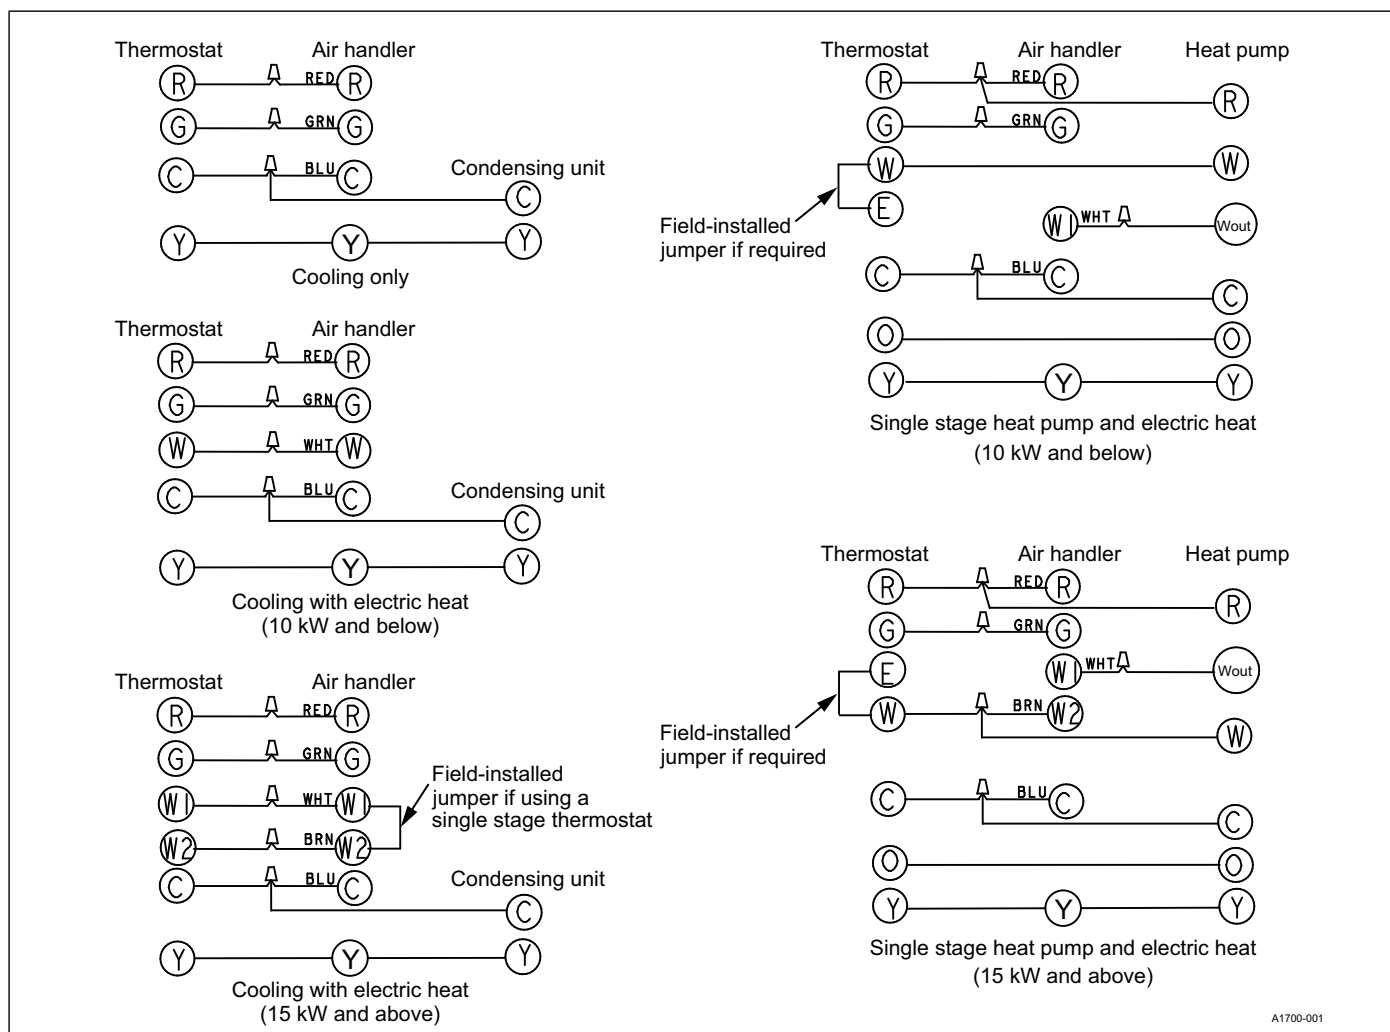 Thermostat Air handler
R RED R
G GRN G
C BLU C
Condensing unit
C
Y Y Y
Cooling only
Thermostat Air handler
R RED R
G GRN G
W WHT W
C BLU C
Condensing unit
C
Y Y Y
Cooling with electric heat
(10 kW and below)
Thermostat Air handler
R RED R
G GRN G
W1 WHT W1
W2 BRN W2
Field-installed
jumper if using a
single stage thermostat
C BLU C
Condensing unit
C
Y Y Y
Cooling with electric heat
(15 kW and above)
Thermostat Air handler Heat pump
R RED R
R
G GRN G
W W
E
Field-installed
jumper if required
W1 WHT Wout
C BLU C
C
O O
Y Y Y
Single stage heat pump and electric heat
(10 kW and below)
Thermostat Air handler Heat pump
R RED R
R
G GRN G
E W1 WHT Wout
W BRN W2
W
Field-installed
jumper if required
C BLU C
C
O O
Y Y Y
Single stage heat pump and electric heat
(15 kW and above)
A1700-001